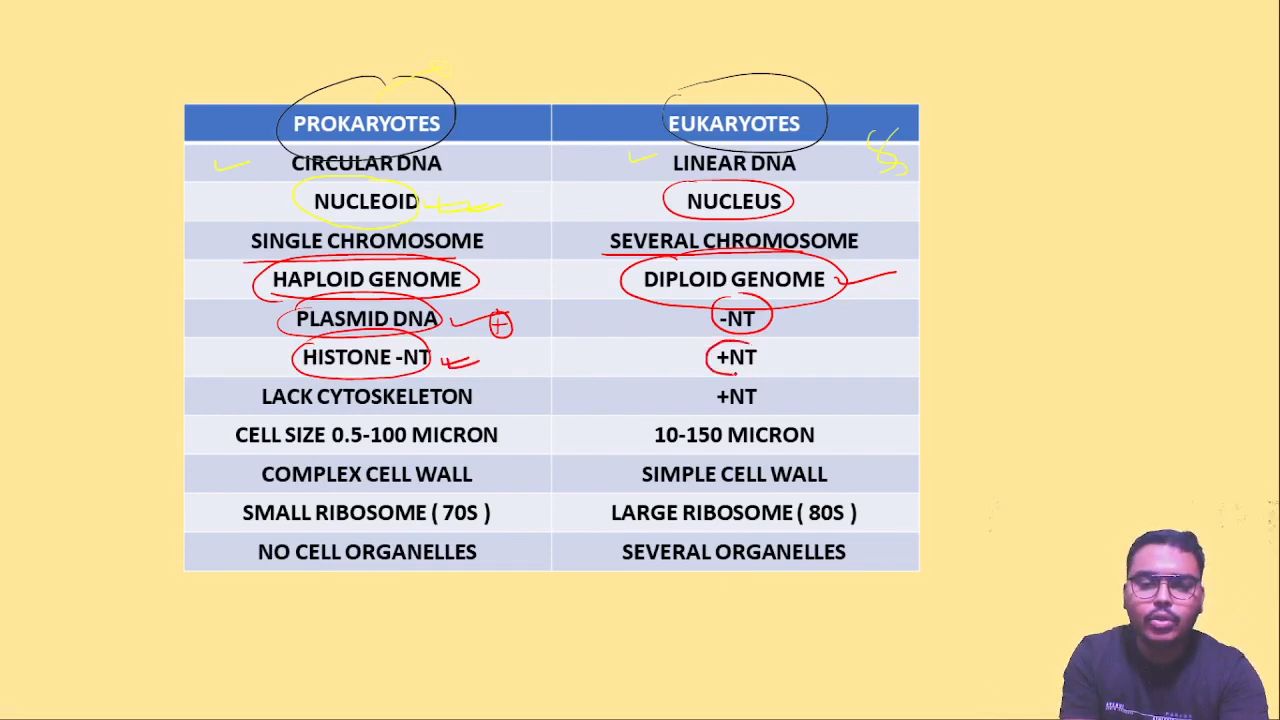 PROKARYOTES EUKARYOTES
CIRCULAR DNA LINEAR DNA
NUCLEOID NUCLEUS
SINGLE CHROMOSOME SEVERAL CHROMOSOME
HAPLOID GENOME DIPLOID GENOME
PLASMID DNA + -NT
HISTONE -NT +NT
LACK CYTOSKELETON +NT
CELL SIZE 0.5-100 MICRON 10-150 MICRON
COMPLEX CELL WALL SIMPLE CELL WALL
SMALL RIBOSOME ( 70S ) LARGE RIBOSOME ( 80S )
NO CELL ORGANELLES SEVERAL ORGANELLES